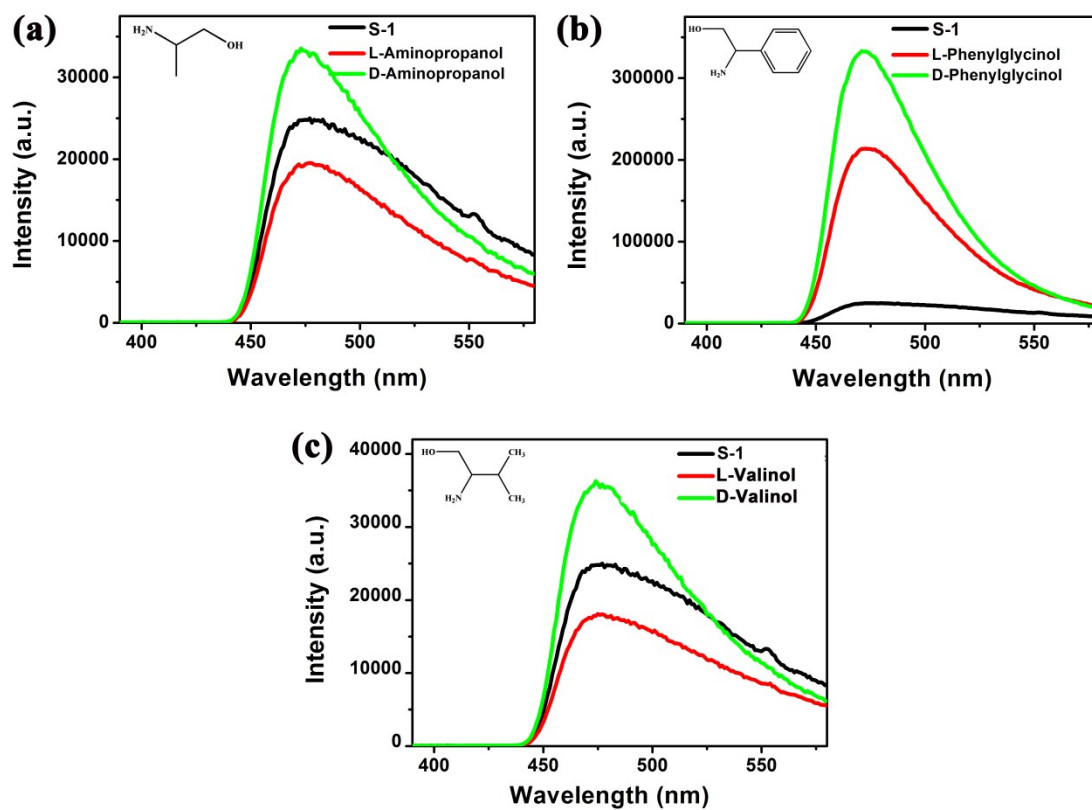 (a)
H₂N
OH
S-1
L-Aminopropanol
D-Aminopropanol
30000
20000
10000
0
Intensity (a.u.)
400 450 500 550
Wavelength (nm)
(b)
HO
H₂N
S-1
L-Phenylglycinol
D-Phenylglycinol
300000
200000
100000
0
Intensity (a.u.)
400 450 500 550
Wavelength (nm)
(c)
HO
CH₃
H₂N
CH₃
S-1
L-Valinol
D-Valinol
40000
30000
20000
10000
0
Intensity (a.u.)
400 450 500 550
Wavelength (nm)